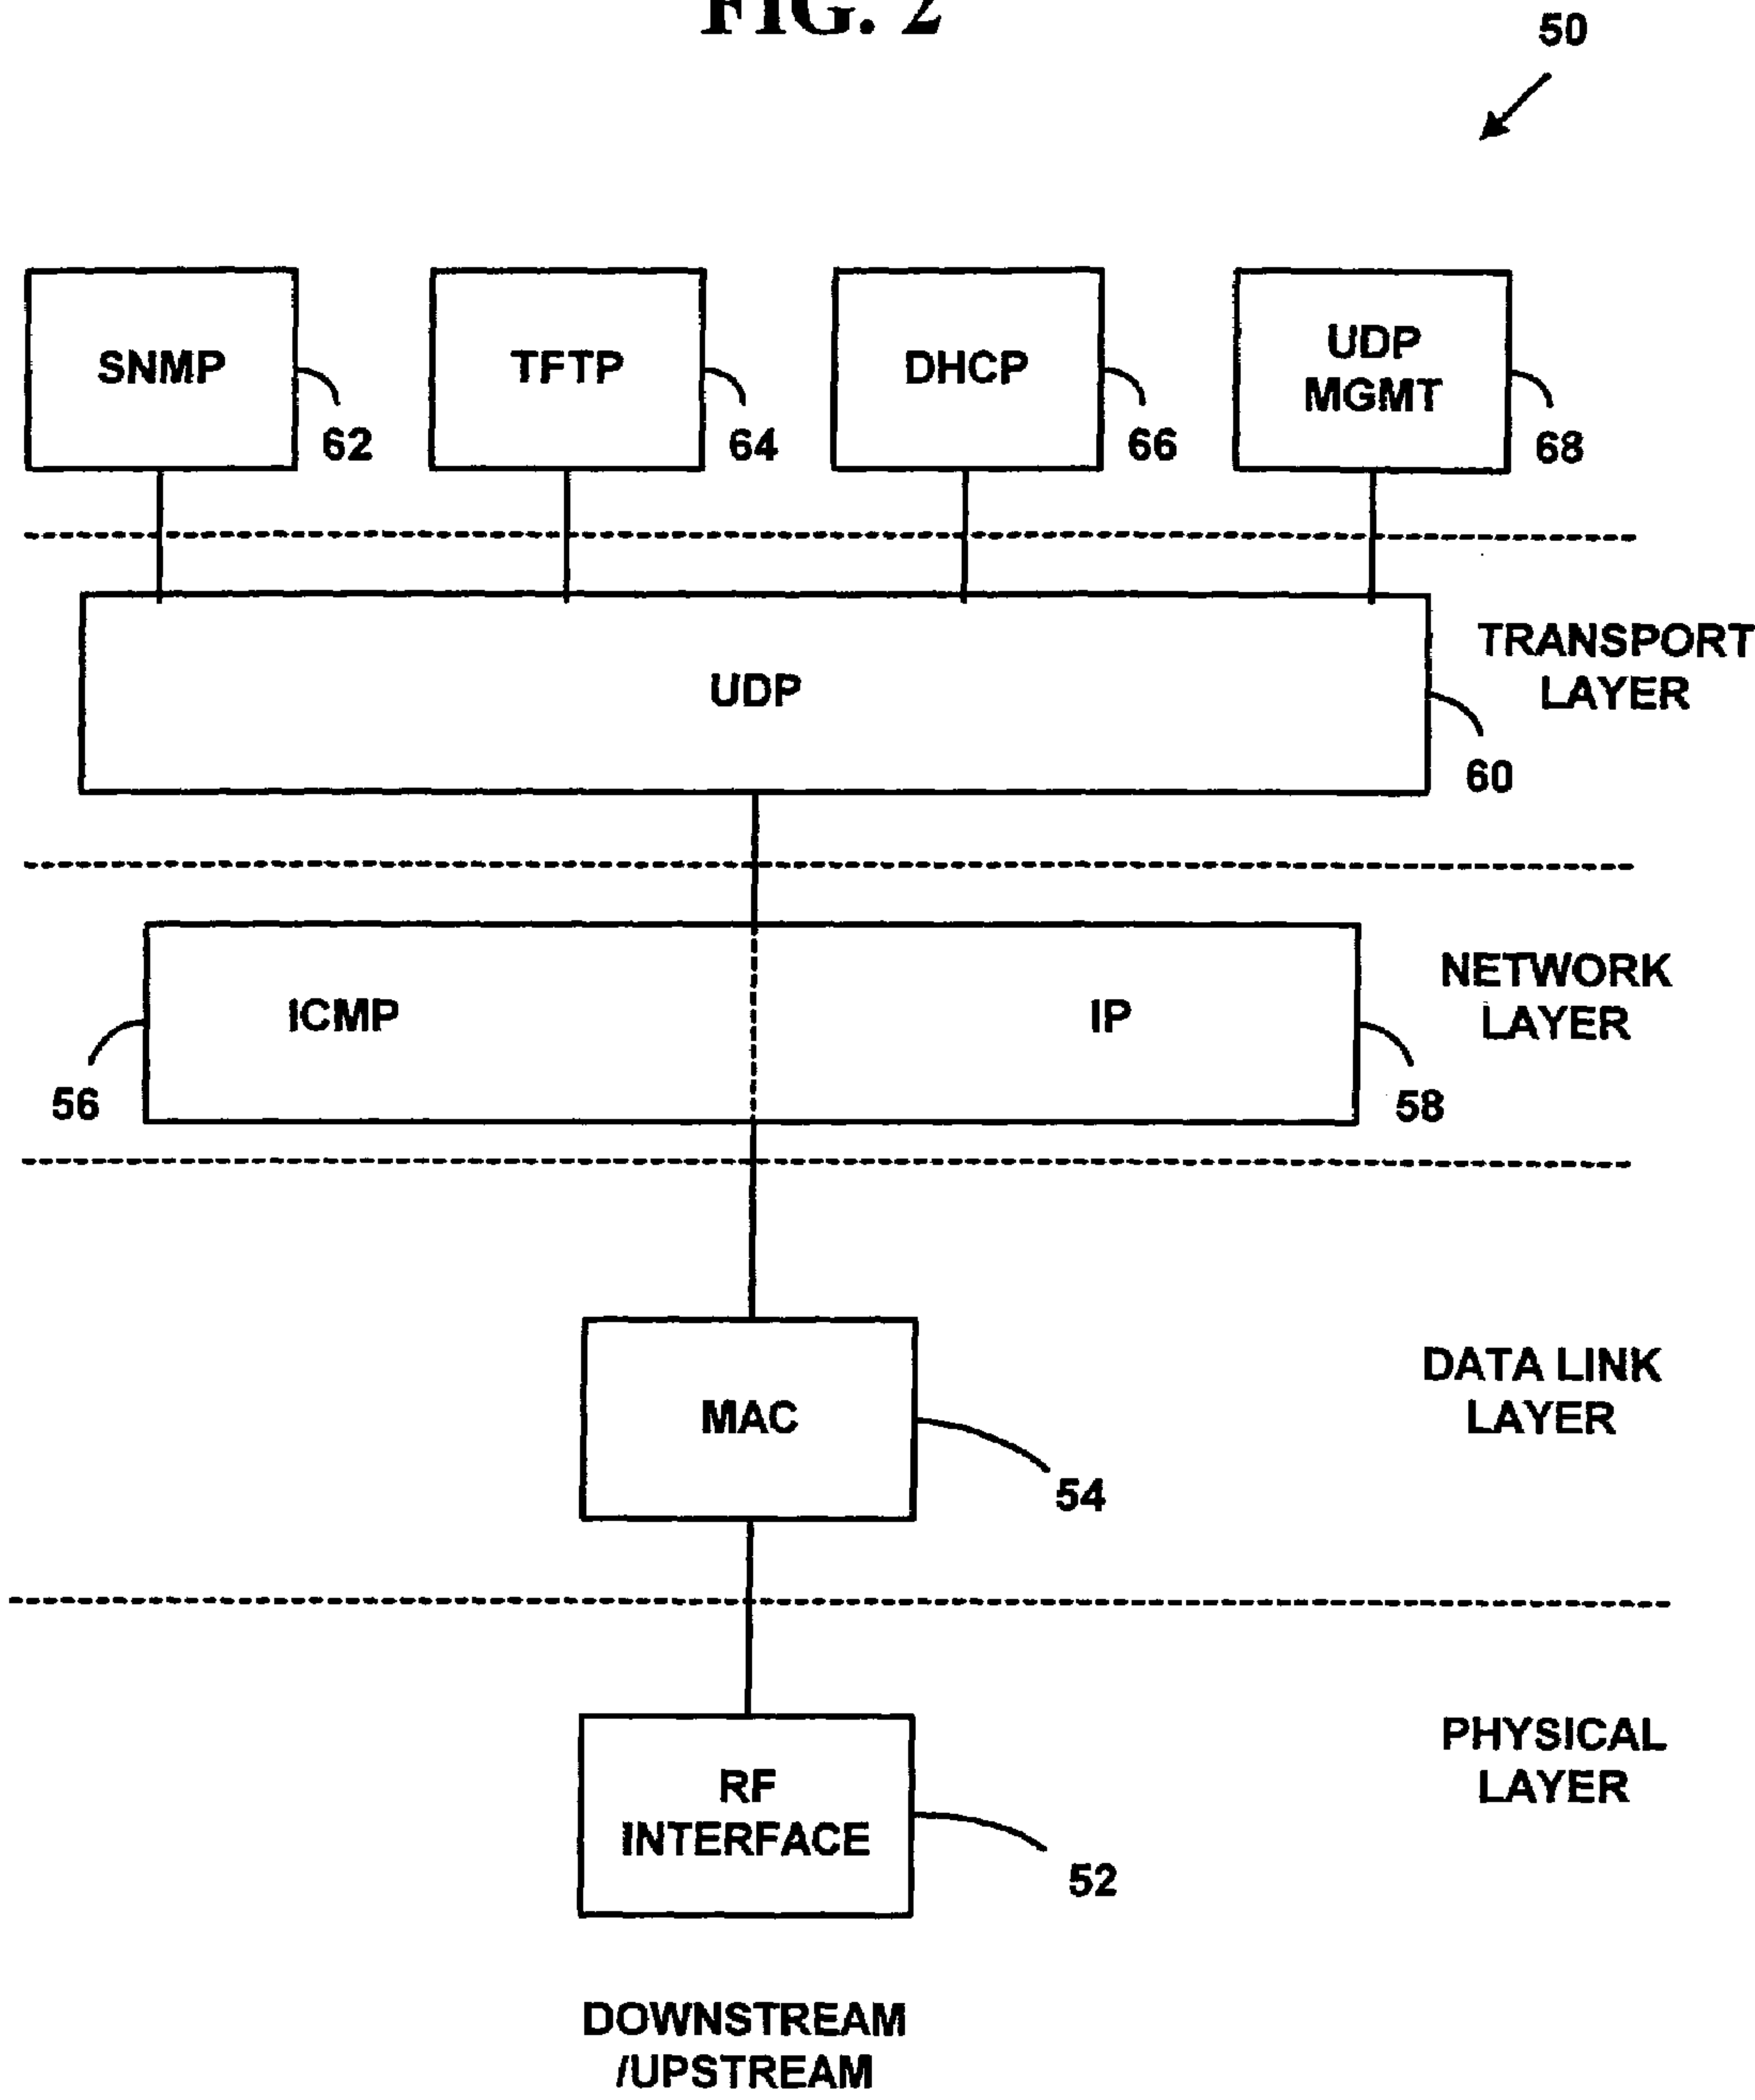 FIG. 2
50
SNMP
TFTP
DHCP
UDP
MGMT
62
64
66
68
UDP
TRANSPORT
LAYER
60
ICMP
IP
NETWORK
LAYER
56
58
MAC
DATA LINK
LAYER
54
RF
INTERFACE
PHYSICAL
LAYER
52
DOWNSTREAM
/UPSTREAM